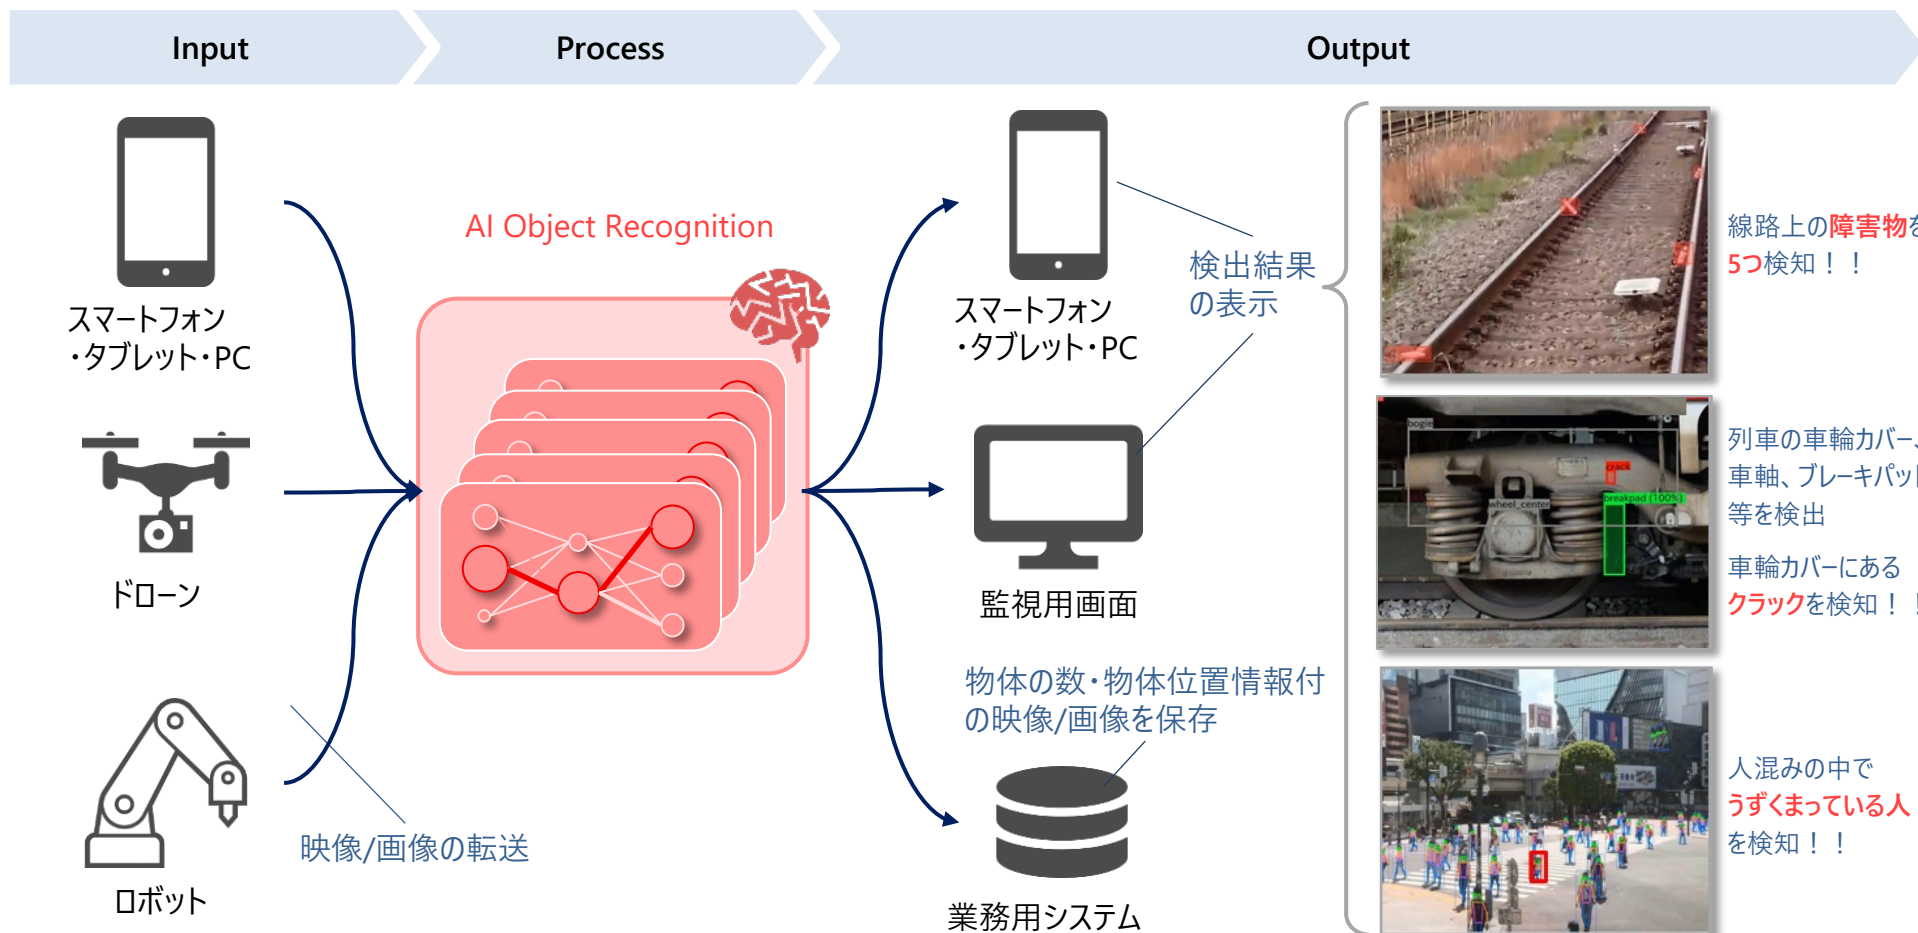 Input
Process
Output
スマートフォン
・タブレット・PC
ドローン
ロボット
映像/画像の転送
AI Object Recognition
スマートフォン
・タブレット・PC
検出結果
の表示
監視用画面
物体の数・物体位置情報付
の映像/画像を保存
業務用システム
線路上の障害物を
5つ検知！！
bogie
crack
breakpad (100%)
wheel_center
列車の車輪カバー、
車軸、ブレーキパッド
等を検出
車輪カバーにある
クラックを検知！！
人混みの中で
うずくまっている人
を検知！！